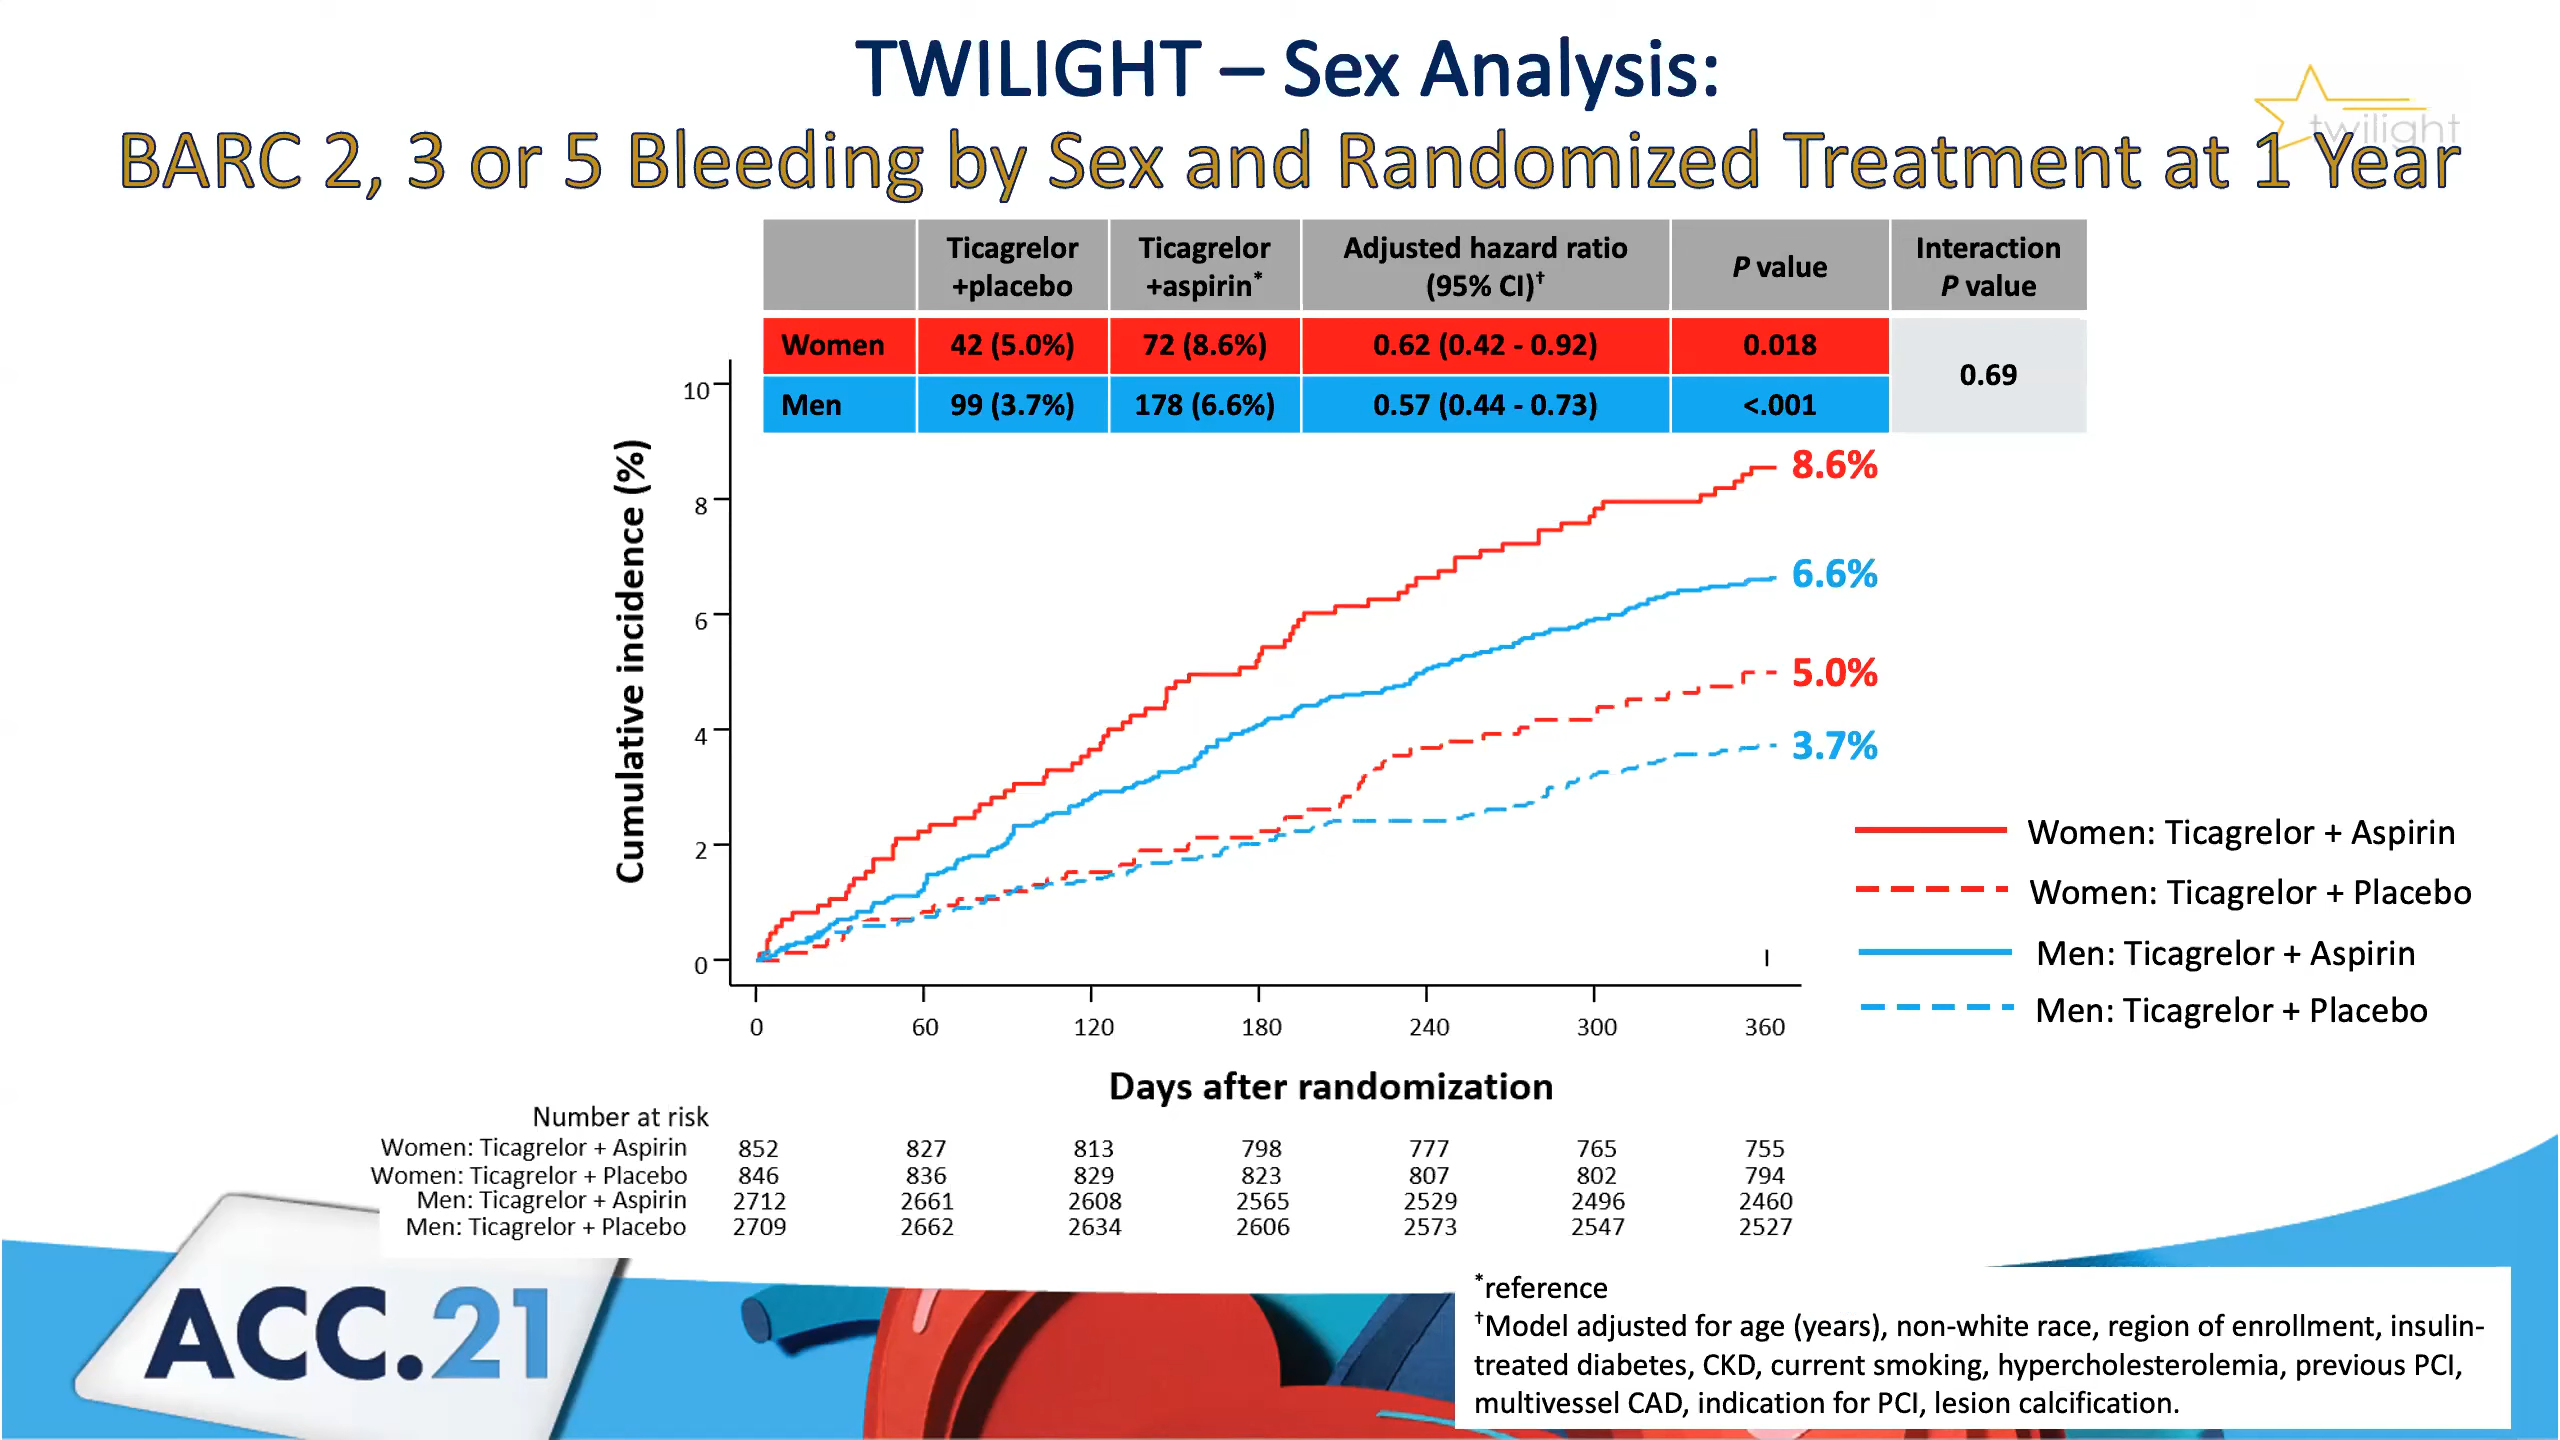 TWILIGHT – Sex Analysis:
twilight
BARC 2, 3 or 5 Bleeding by Sex and Randomized Treatment at 1 Year
Ticagrelor +placebo Ticagrelor +aspirin* Adjusted hazard ratio (95% CI)† P value Interaction P value
Women 42 (5.0%) 72 (8.6%) 0.62 (0.42 - 0.92) 0.018
0.69
Men 99 (3.7%) 178 (6.6%) 0.57 (0.44 - 0.73) <.001
Cumulative incidence (%)
10
8
6
4
2
0
8.6%
6.6%
5.0%
3.7%
Women: Ticagrelor + Aspirin
Women: Ticagrelor + Placebo
Men: Ticagrelor + Aspirin
Men: Ticagrelor + Placebo
0 60 120 180 240 300 360
Days after randomization
Number at risk
Women: Ticagrelor + Aspirin 852 827 813 798 777 765 755
Women: Ticagrelor + Placebo 846 836 829 823 807 802 794
Men: Ticagrelor + Aspirin 2712 2661 2608 2565 2529 2496 2460
Men: Ticagrelor + Placebo 2709 2662 2634 2606 2573 2547 2527
ACC.21
*reference
†Model adjusted for age (years), non-white race, region of enrollment, insulin-
treated diabetes, CKD, current smoking, hypercholesterolemia, previous PCI,
multivessel CAD, indication for PCI, lesion calcification.